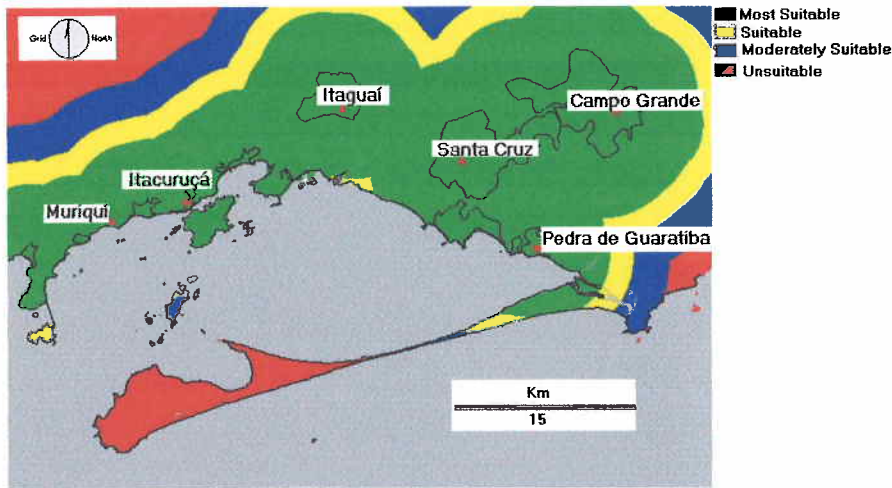 Grid North
Most Suitable
Suitable
Moderately Suitable
Unsuitable
Itaguaí
Campo Grande
Santa Cruz
Itacuruçá
Muriquí
Pedra de Guaratiba
Km
15